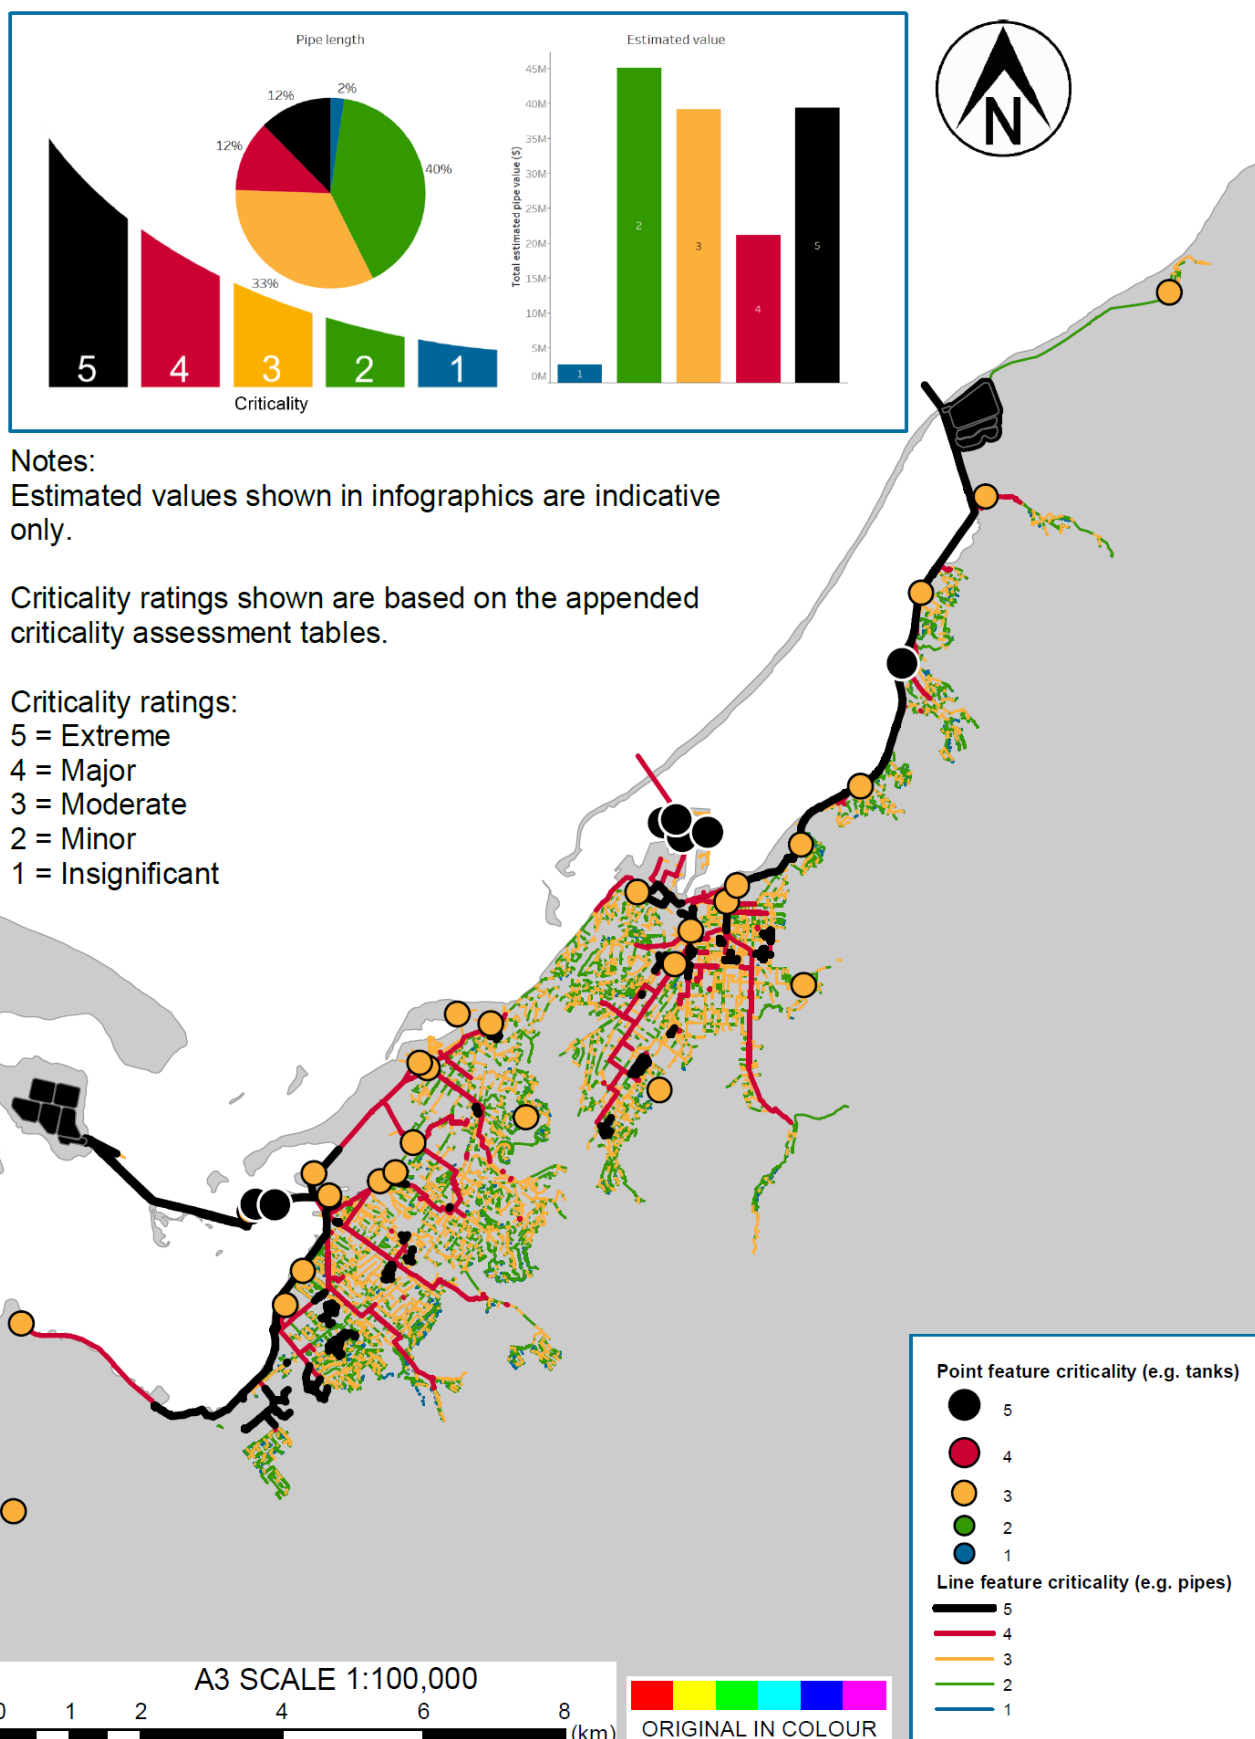 Pipe length
12%
2%
12%
40%
33%
5
4
3
2
1
Criticality
Estimated value
Total estimated pipe value ($)
45M
40M
35M
30M
25M
20M
15M
10M
5M
0M
1
2
3
4
5
N
Notes:
Estimated values shown in infographics are indicative
only.
Criticality ratings shown are based on the appended
criticality assessment tables.
Criticality ratings:
5 = Extreme
4 = Major
3 = Moderate
2 = Minor
1 = Insignificant
Point feature criticality (e.g. tanks)
5
4
3
2
1
Line feature criticality (e.g. pipes)
5
4
3
2
1
A3 SCALE 1:100,000
0 1 2 4 6 8
(km)
ORIGINAL IN COLOUR